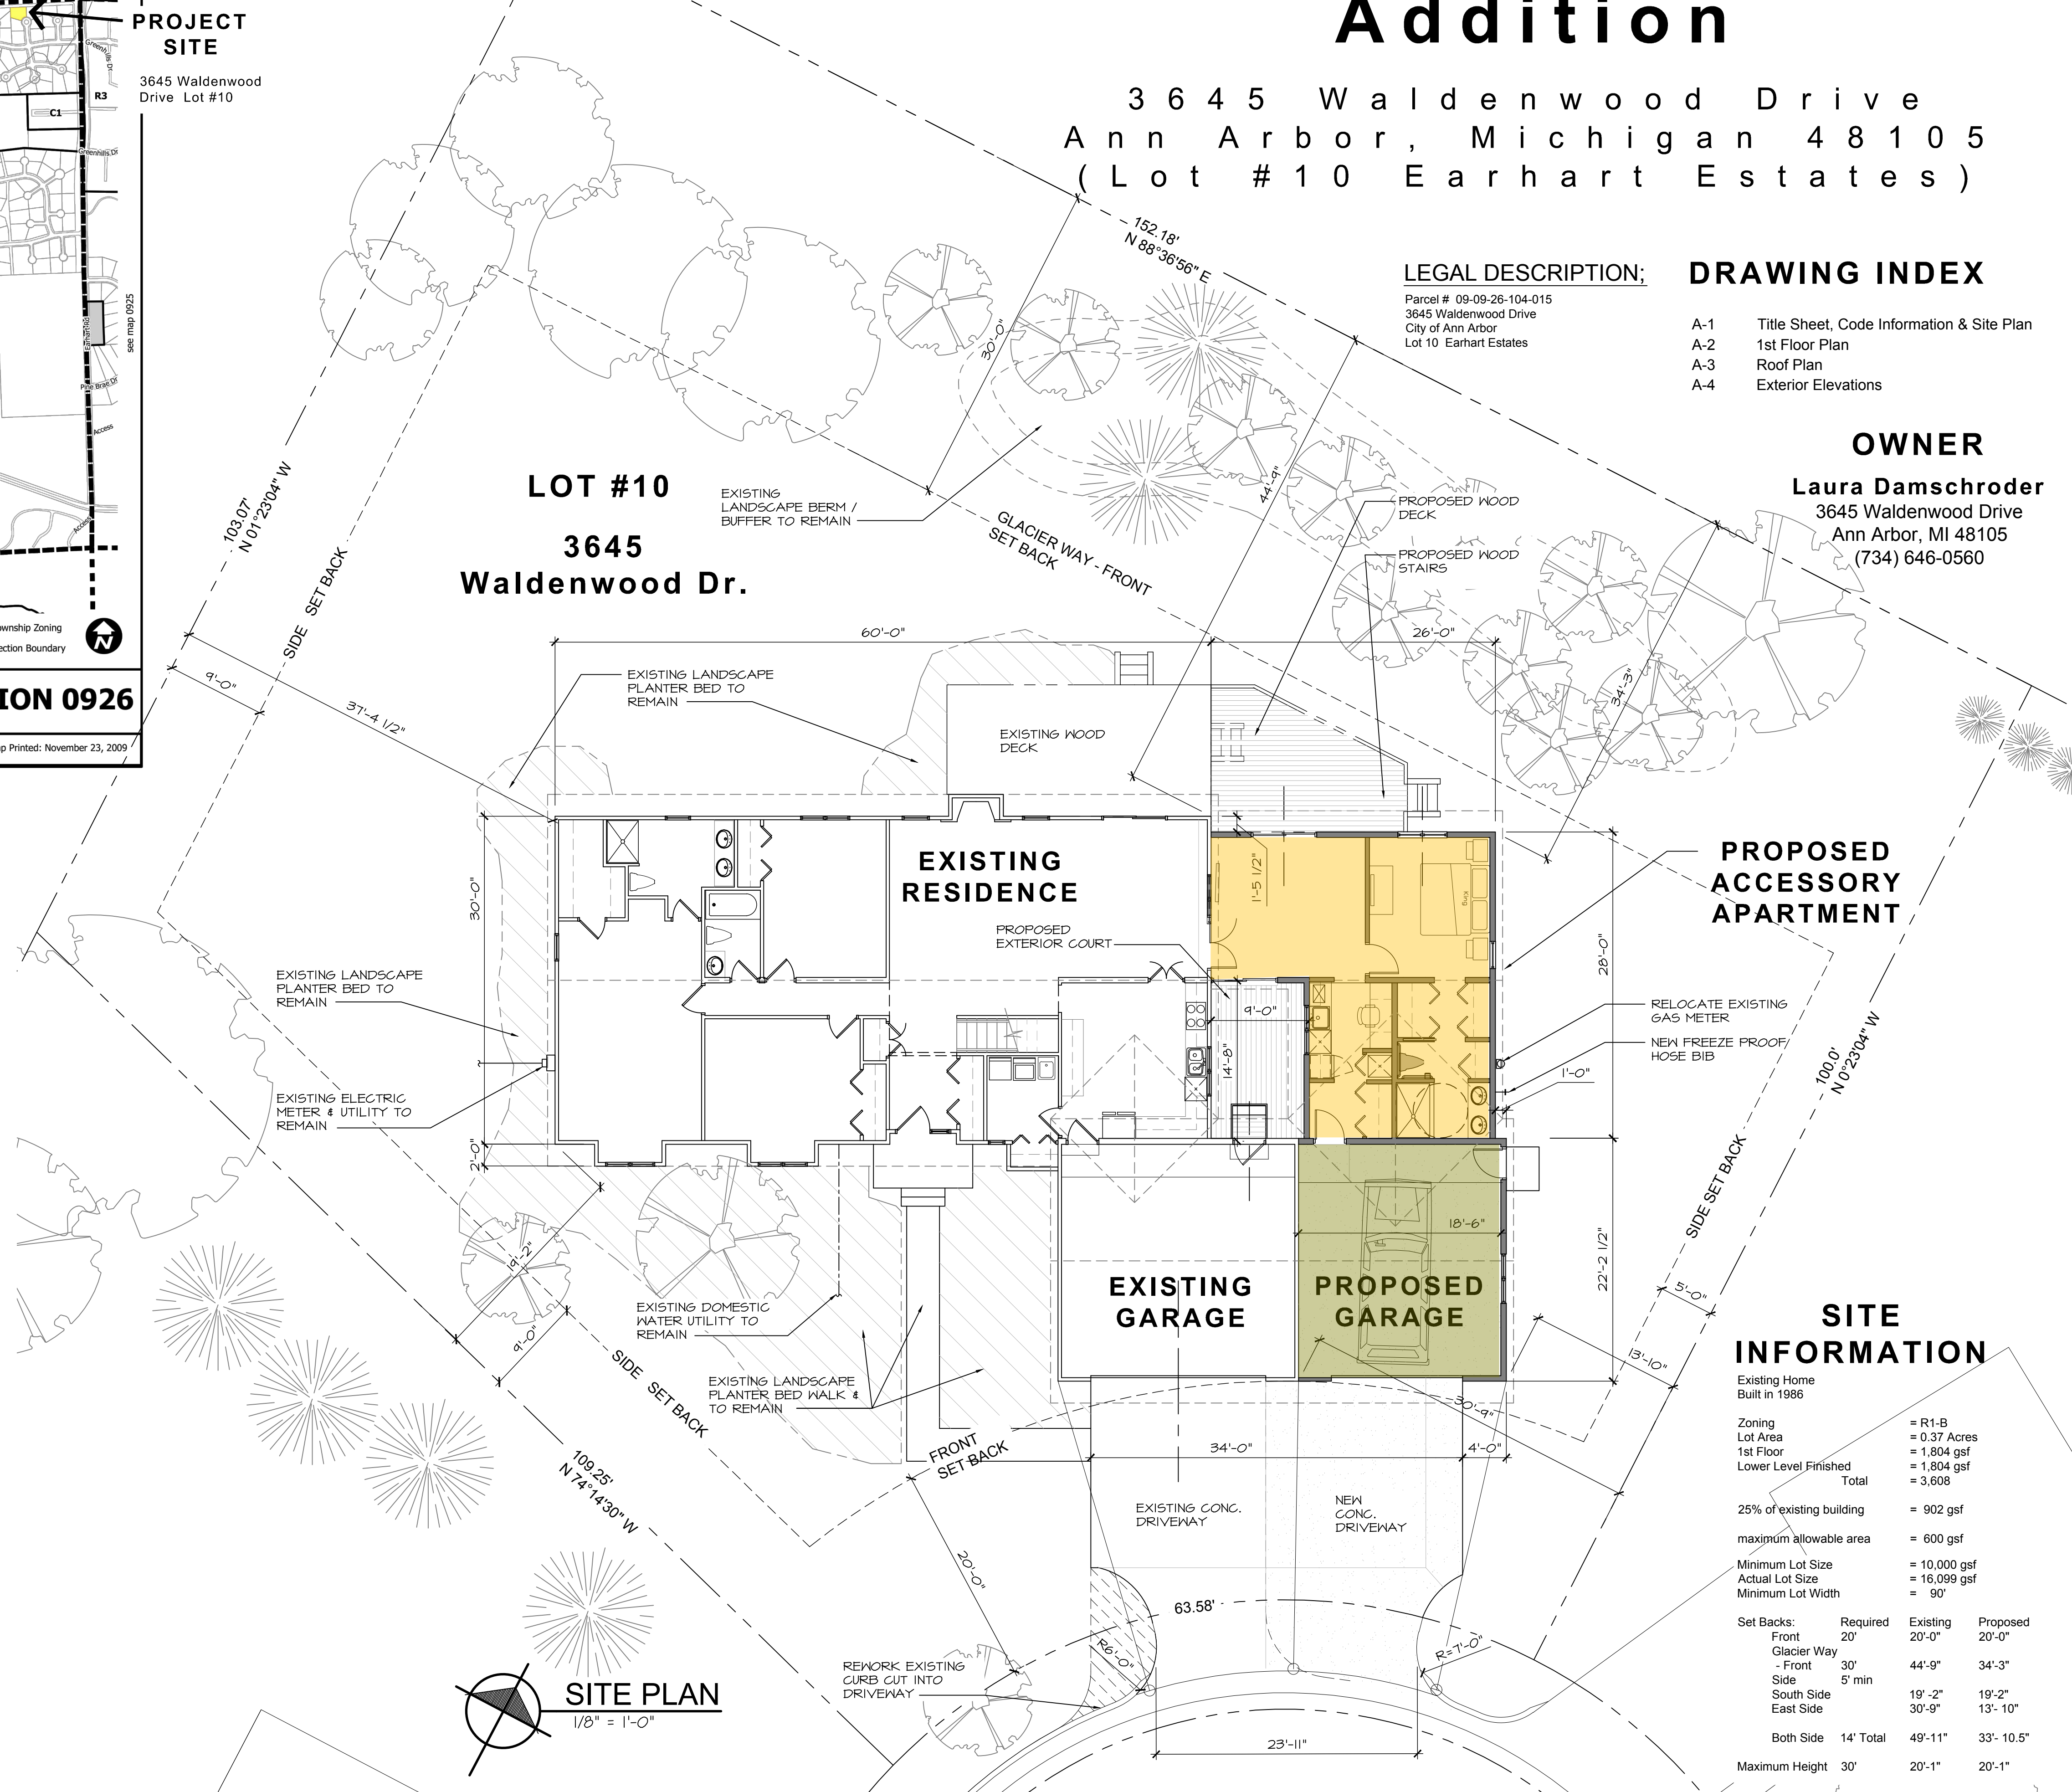 Addition
3645 Waldenwood Drive
Ann Arbor, Michigan 48105
(Lot #10 Earhart Estates)
PROJECT
SITE
3645 Waldenwood
Drive Lot #10
Greenhills Dr
R3
C1
Greenhills Dr
Earhart Rd
see map 0925
Pine Brae Dr
Access
Access
Access
ownship Zoning
ection Boundary
N
ION 0926
ap Printed: November 23, 2009
LEGAL DESCRIPTION;
Parcel # 09-09-26-104-015
3645 Waldenwood Drive
City of Ann Arbor
Lot 10 Earhart Estates
DRAWING INDEX
A-1 Title Sheet, Code Information & Site Plan
A-2 1st Floor Plan
A-3 Roof Plan
A-4 Exterior Elevations
OWNER
Laura Damschroder
3645 Waldenwood Drive
Ann Arbor, MI 48105
(734) 646-0560
152.18'
N 88°36'56" E
30'-0"
44'-9"
34'-3"
103.07'
N 01°23'04" W
SIDE SET BACK
LOT #10
3645
Waldenwood Dr.
EXISTING
LANDSCAPE BERM /
BUFFER TO REMAIN
GLACIER WAY - FRONT
SET BACK
PROPOSED WOOD
DECK
PROPOSED WOOD
STAIRS
60'-0"
26'-0"
9'-0"
37'-4 1/2"
EXISTING LANDSCAPE
PLANTER BED TO
REMAIN
EXISTING WOOD
DECK
30'-0"
EXISTING
RESIDENCE
1'-5 1/2"
King
PROPOSED
ACCESSORY
APARTMENT
PROPOSED
EXTERIOR COURT
28'-0"
EXISTING LANDSCAPE
PLANTER BED TO
REMAIN
9'-0"
14'-8"
RELOCATE EXISTING
GAS METER
NEW FREEZE PROOF
HOSE BIB
1'-0"
100.0'
N 0°23'04" W
EXISTING ELECTRIC
METER & UTILITY TO
REMAIN
2'-0"
SIDE SET BACK
19'-2"
9'-0"
18'-6"
22'-2 1/2"
EXISTING
GARAGE
PROPOSED
GARAGE
5'-0"
13'-10"
30'-9"
EXISTING DOMESTIC
WATER UTILITY TO
REMAIN
SIDE SET BACK
EXISTING LANDSCAPE
PLANTER BED WALK &
TO REMAIN
FRONT
SET BACK
34'-0"
4'-0"
109.25'
N 74°14'30" W
EXISTING CONC.
DRIVEWAY
NEW
CONC.
DRIVEWAY
20'-0"
63.58'
R6'-0"
R=7'-0"
REWORK EXISTING
CURB CUT INTO
DRIVEWAY
23'-11"
SITE PLAN
1/8" = 1'-0"
SITE
INFORMATION
Existing Home
Built in 1986
Zoning = R1-B
Lot Area = 0.37 Acres
1st Floor = 1,804 gsf
Lower Level Finished = 1,804 gsf
Total = 3,608
25% of existing building = 902 gsf
maximum allowable area = 600 gsf
Minimum Lot Size = 10,000 gsf
Actual Lot Size = 16,099 gsf
Minimum Lot Width = 90'
Set Backs: Required Existing Proposed
Front 20' 20'-0" 20'-0"
Glacier Way
- Front 30' 44'-9" 34'-3"
Side 5' min
South Side 19' -2" 19'-2"
East Side 30'-9" 13'- 10"
Both Side 14' Total 49'-11" 33'- 10.5"
Maximum Height 30' 20'-1" 20'-1"